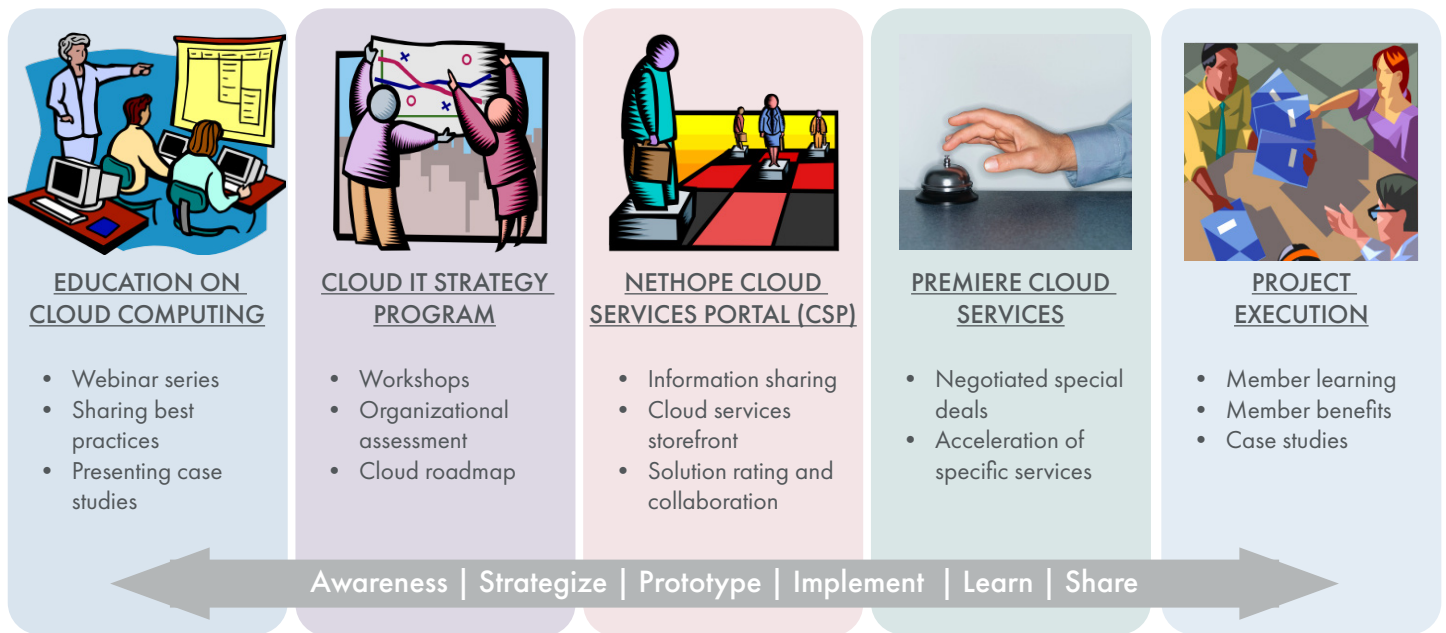 EDUCATION ON
CLOUD COMPUTING
• Webinar series
• Sharing best
practices
• Presenting case
studies
CLOUD IT STRATEGY
PROGRAM
• Workshops
• Organizational
assessment
• Cloud roadmap
NETHOPE CLOUD
SERVICES PORTAL (CSP)
• Information sharing
• Cloud services
storefront
• Solution rating and
collaboration
PREMIERE CLOUD
SERVICES
• Negotiated special
deals
• Acceleration of
specific services
PROJECT
EXECUTION
• Member learning
• Member benefits
• Case studies
Awareness | Strategize | Prototype | Implement | Learn | Share